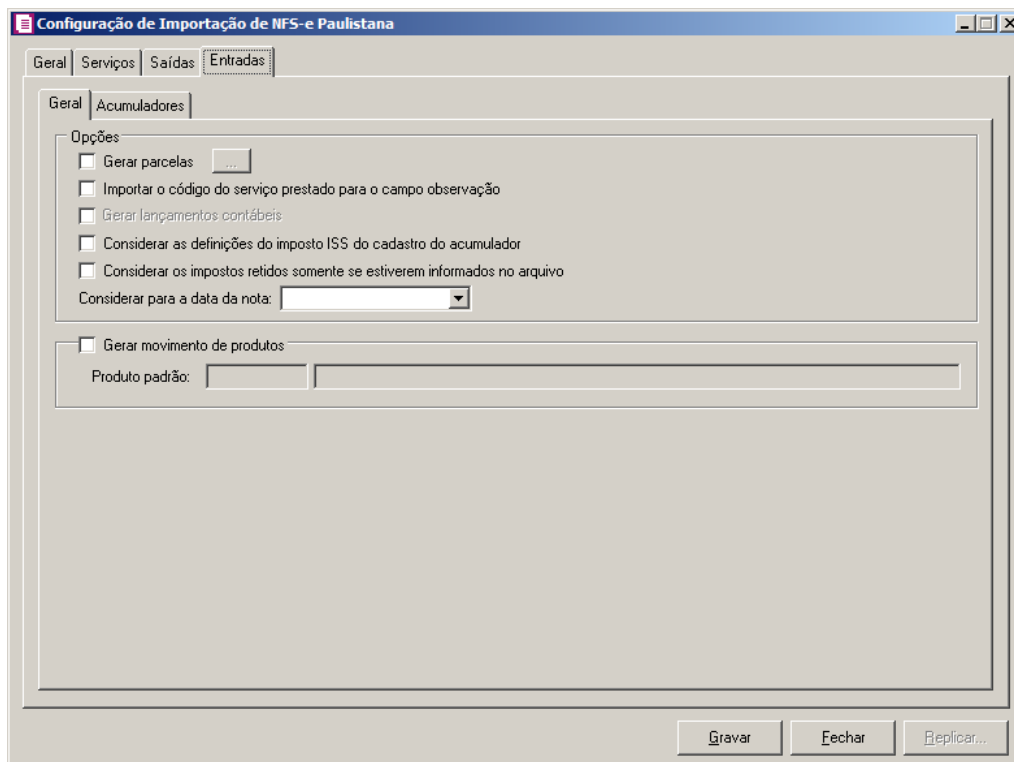 Configuração de Importação de NFS-e Paulistana
Geral Serviços Saídas Entradas
Geral Acumuladores
Opções
Gerar parcelas ...
Importar o código do serviço prestado para o campo observação
Gerar lançamentos contábeis
Considerar as definições do imposto ISS do cadastro do acumulador
Considerar os impostos retidos somente se estiverem informados no arquivo
Considerar para a data da nota:
Gerar movimento de produtos
Produto padrão:
Gravar Fechar Replicar...